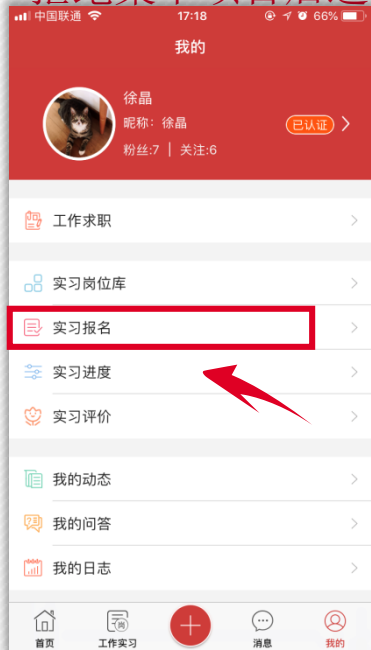 中国联通 17:18 66%
我的
徐晶
昵称：徐晶
已认证
粉丝:7 | 关注:6
工作求职
实习岗位库
实习报名
实习进度
实习评价
我的动态
我的问答
我的日志
首页 工作实习 消息 我的